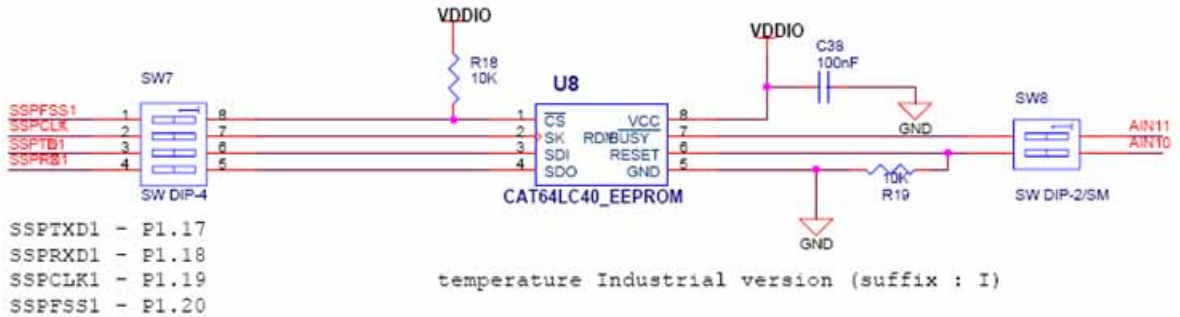 VDDIO
R18
10K
VDDIO
C38
100nF
GND
SW7
U8
SW8
SSPFSS1 1 8 1 CS VCC 8
SSPCLK 2 7 2 SK RDY/BUSY 7 AIN11
3 6 3 SDI RESET 6 AIN10
4 5 4 SDO GND 5
1
1
10K
R19
SW DIP-4
CAT64LC40_EEPROM
SW DIP-2/SM
GND
SSPTXD1 - P1.17
SSPRXD1 - P1.18
SSPCLK1 - P1.19
SSPFSS1 - P1.20
temperature Industrial version (suffix : I)